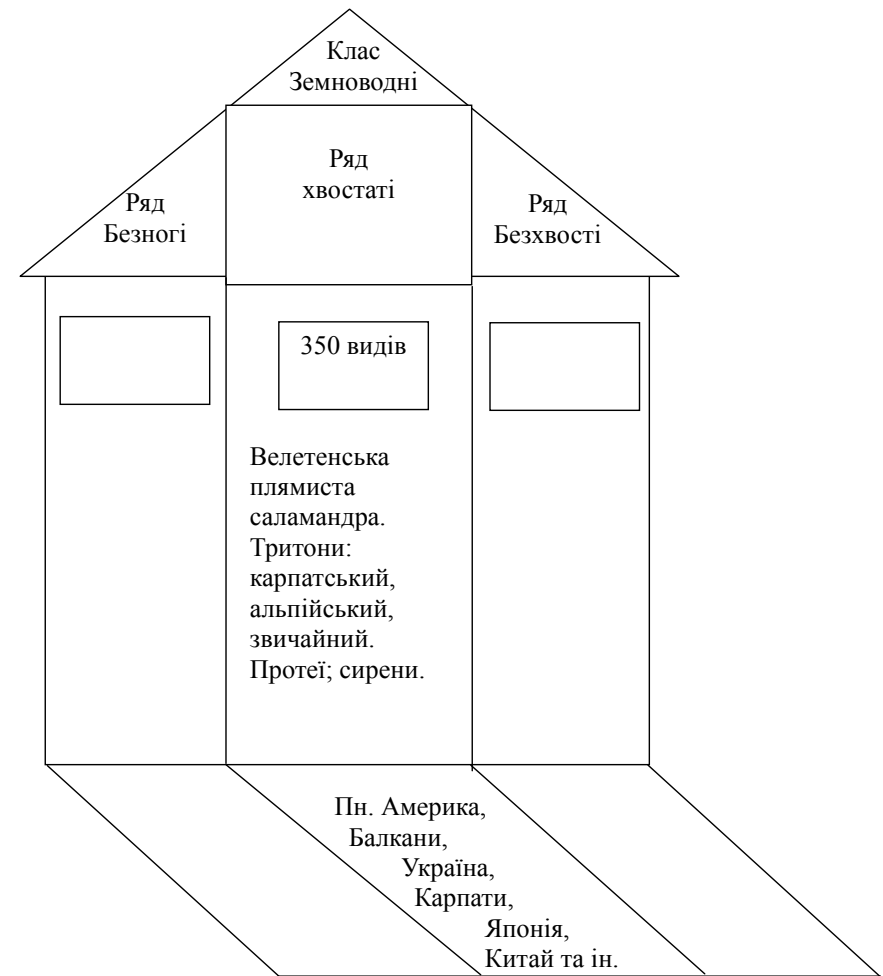 Клас
Земноводні
Ряд
хвостаті
Ряд
Безногі
Ряд
Безхвості
350 видів
Велетенська
плямиста
саламандра.
Тритони:
карпатський,
альпійський,
звичайний.
Протеї; сирени.
Пн. Америка,
Балкани,
Україна,
Карпати,
Японія,
Китай та ін.